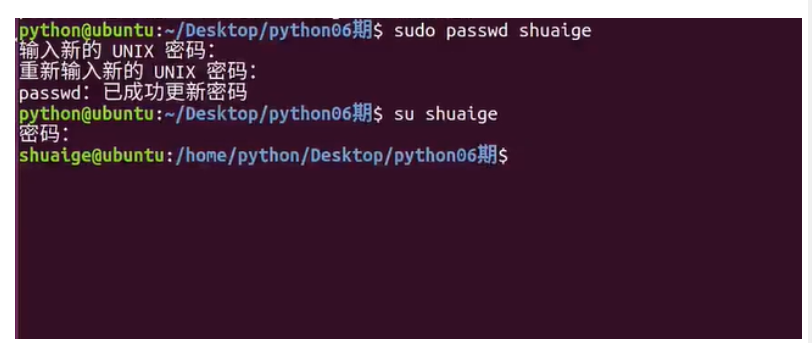 python@ubuntu:~/Desktop/python06期$ sudo passwd shuaige
输入新的 UNIX 密码：
重新输入新的 UNIX 密码：
passwd：已成功更新密码
python@ubuntu:~/Desktop/python06期$ su shuaige
密码：
shuaige@ubuntu:/home/python/Desktop/python06期$